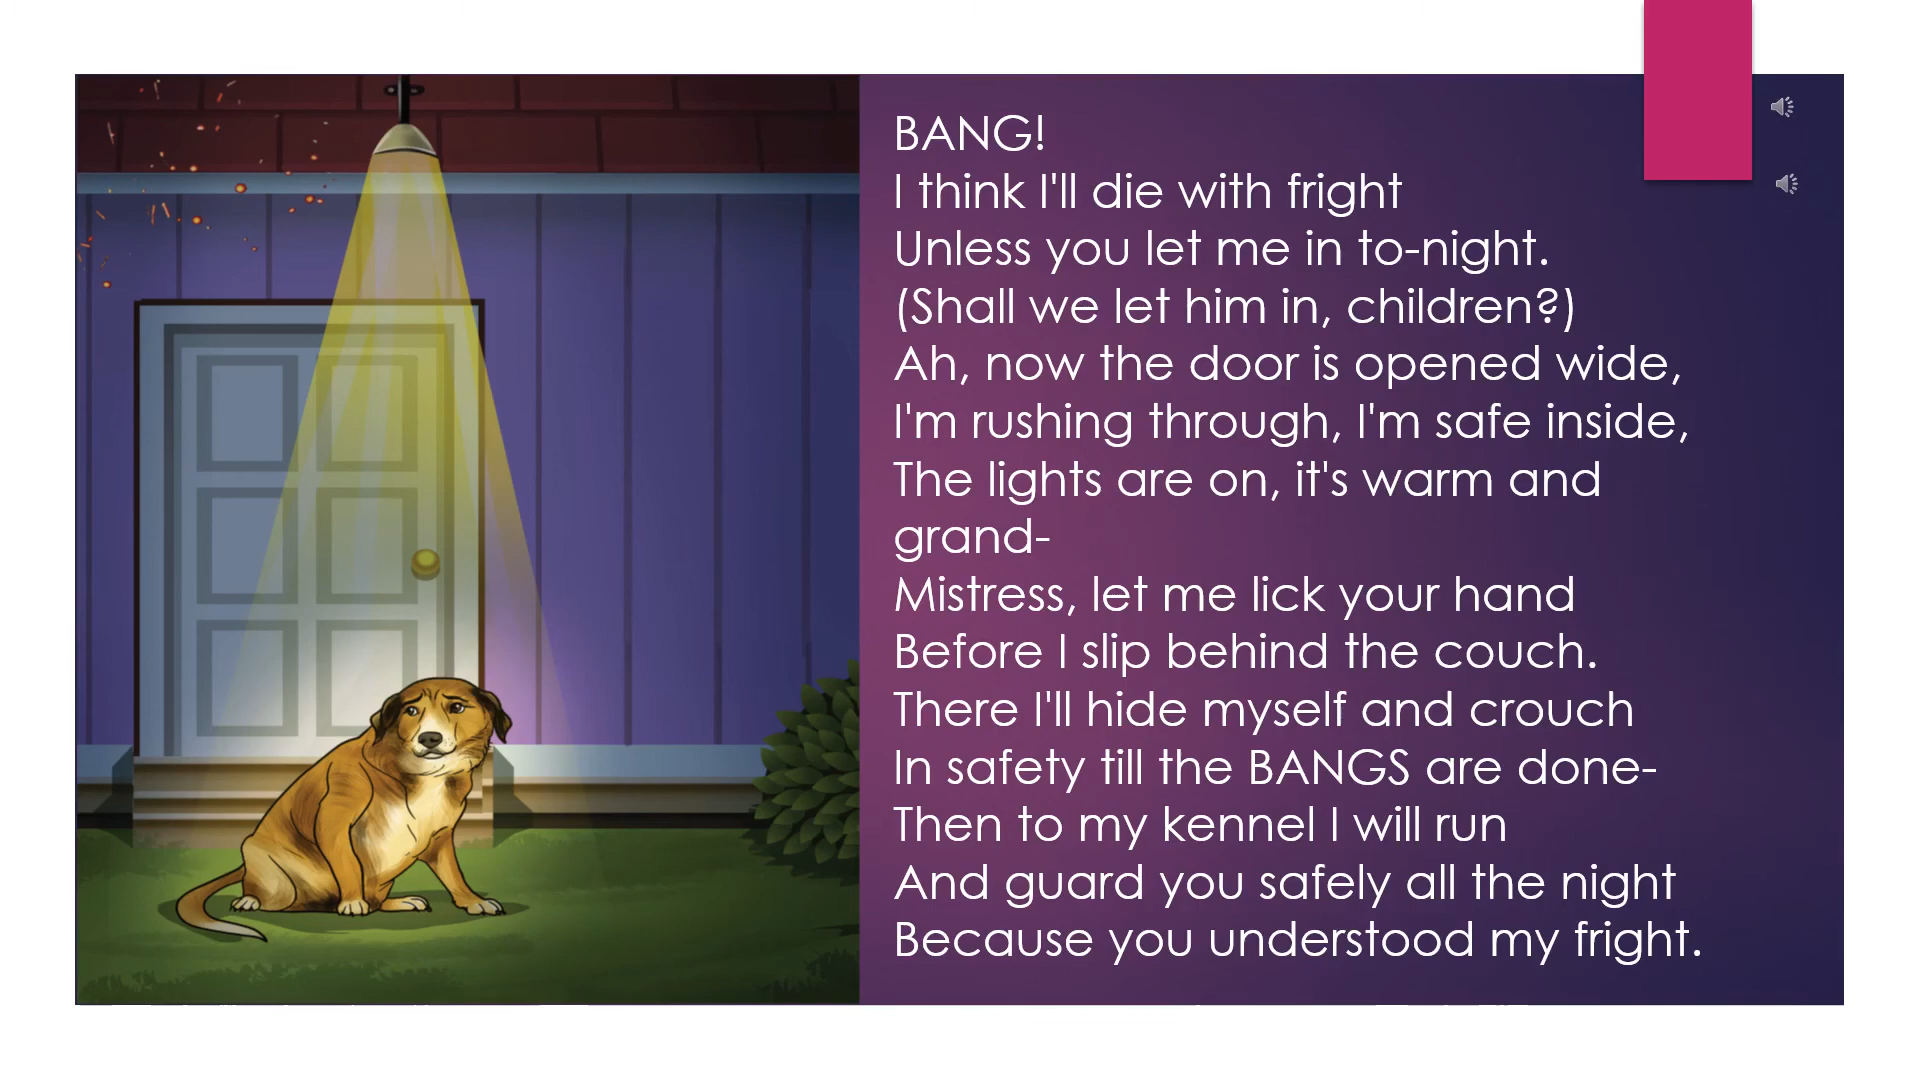 BANG!
I think I'll die with fright
Unless you let me in to-night.
(Shall we let him in, children?)
Ah, now the door is opened wide,
I'm rushing through, I'm safe inside,
The lights are on, it's warm and
grand-
Mistress, let me lick your hand
Before I slip behind the couch.
There I'll hide myself and crouch
In safety till the BANGS are done-
Then to my kennel I will run
And guard you safely all the night
Because you understood my fright.